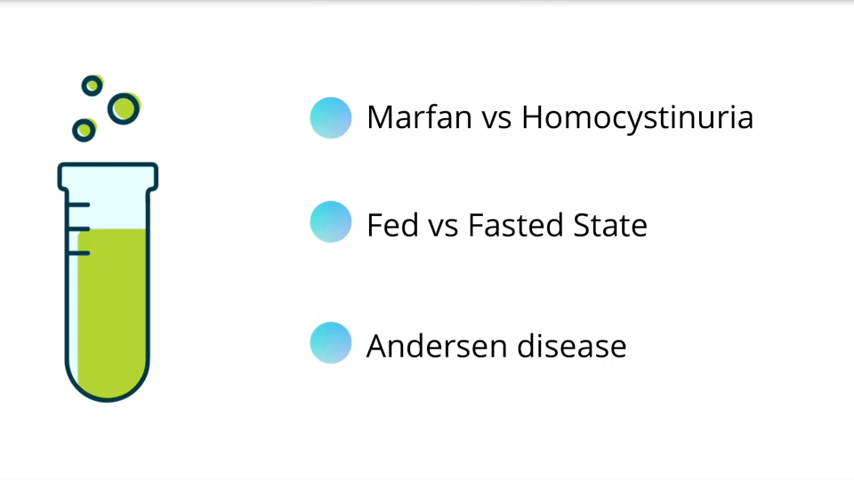 Marfan vs Homocystinuria
Fed vs Fasted State
Andersen disease